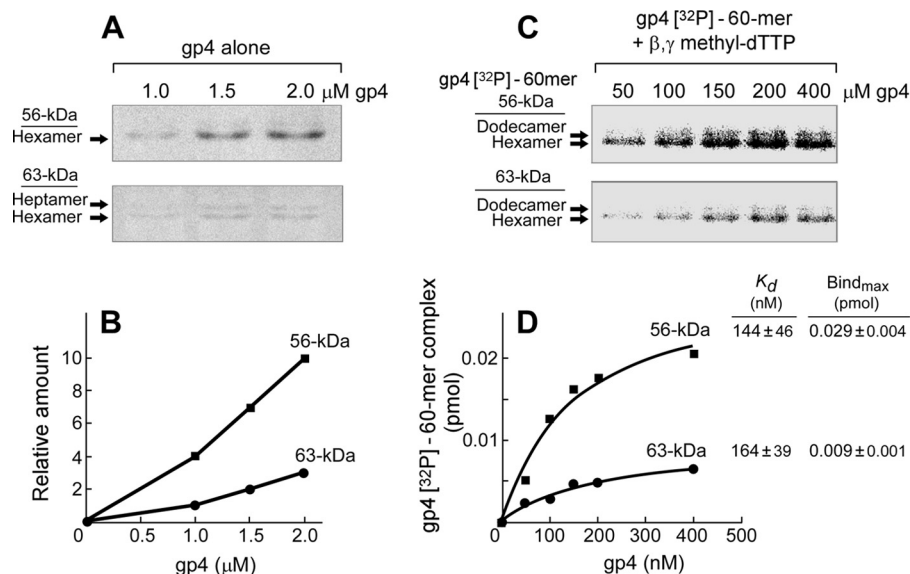 A
gp4 alone
1.0 1.5 2.0 μM gp4
56-kDa
Hexamer
63-kDa
Heptamer
Hexamer
C
gp4 [³²P] - 60-mer
+ β,γ methyl-dTTP
gp4 [³²P] - 60mer
50 100 150 200 400 μM gp4
56-kDa
Dodecamer
Hexamer
63-kDa
Dodecamer
Hexamer
B
Relative amount
10
8
6
4
2
0
0.5 1.0 1.5 2.0
gp4 (μM)
56-kDa
63-kDa
D
gp4 [³²P] - 60-mer complex
(pmol)
0.02
0.01
0
0 100 200 300 400 500
gp4 (nM)
56-kDa
63-kDa
Kd
(nM)
Bindmax
(pmol)
144±46 0.029±0.004
164±39 0.009±0.001